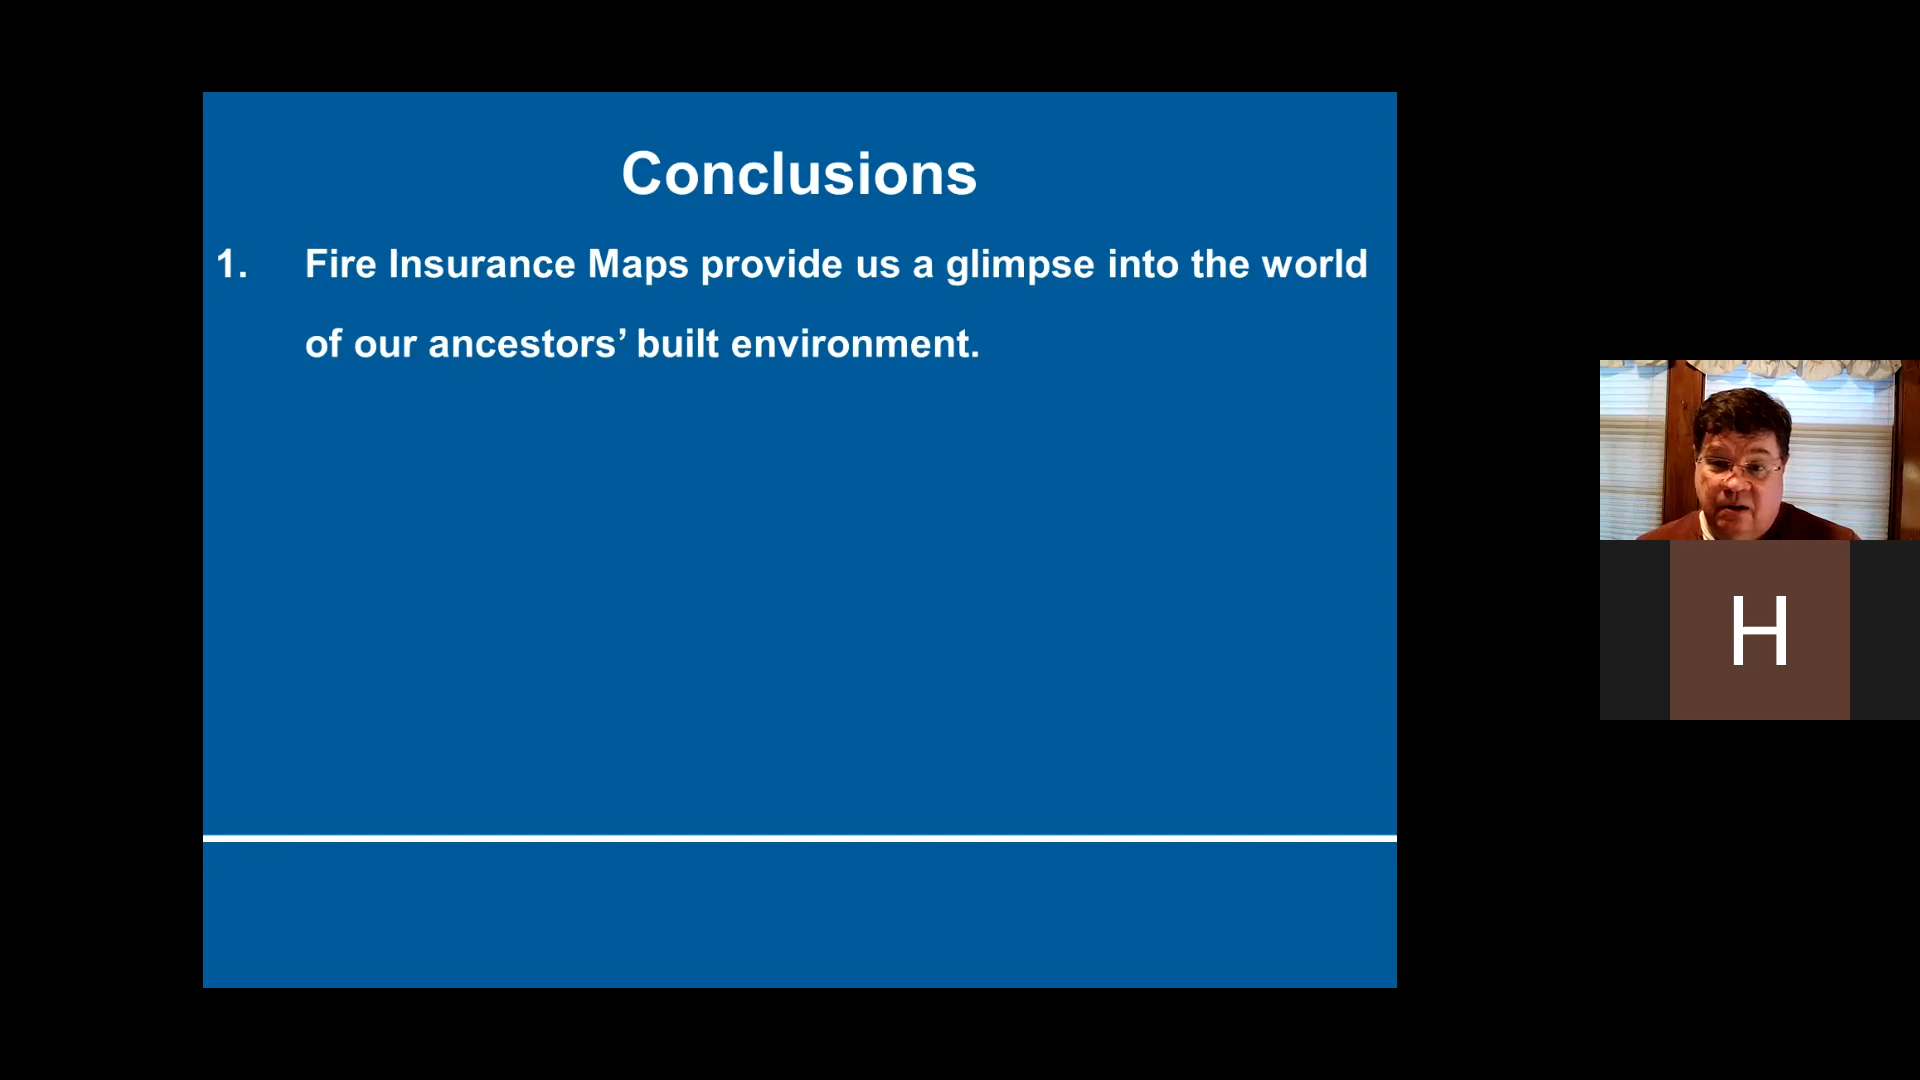 Conclusions
1. Fire Insurance Maps provide us a glimpse into the world
of our ancestors’ built environment.
H